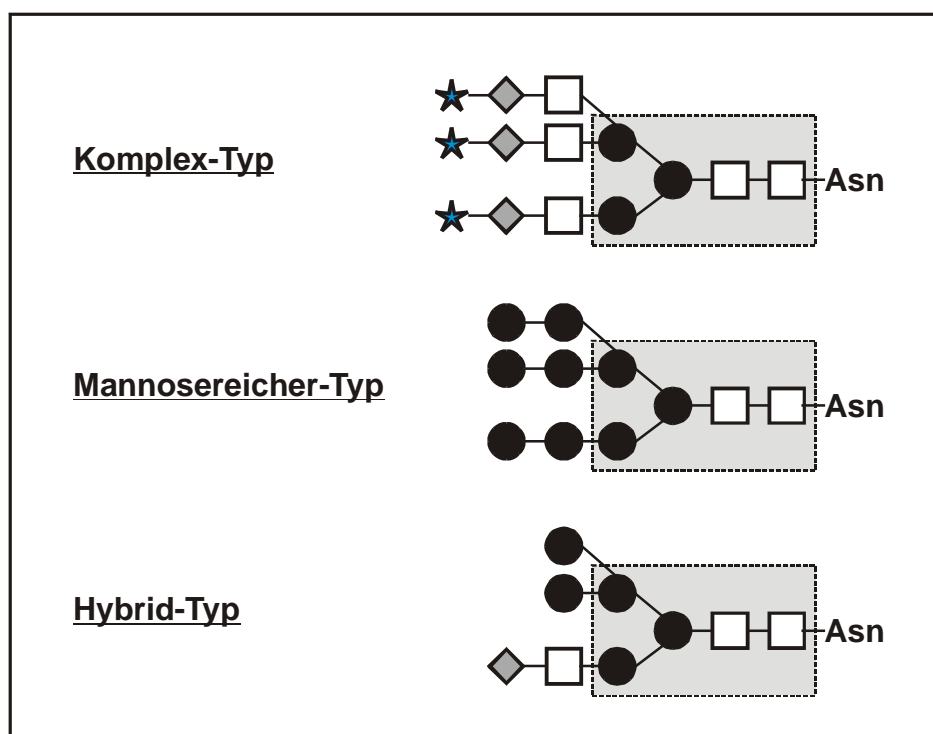 Komplex-Typ
Asn
Mannosereicher-Typ
Asn
Hybrid-Typ
Asn